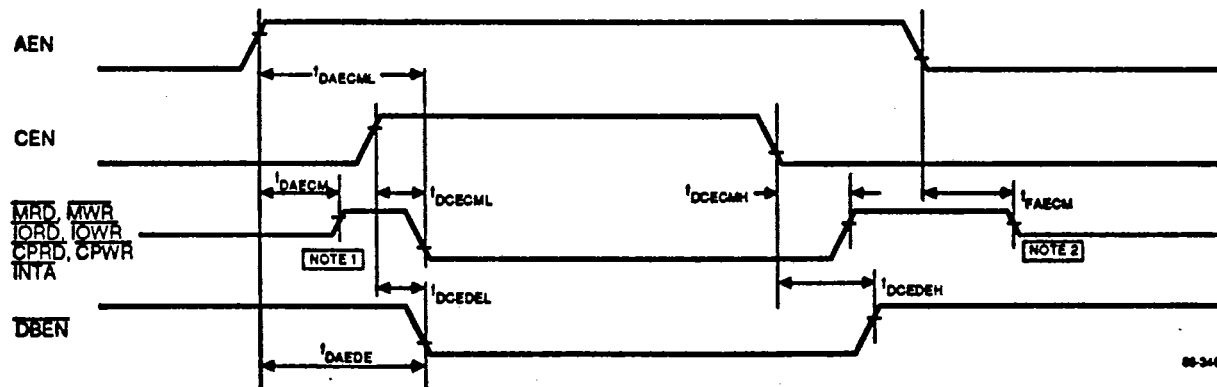 AEN
tDAECML
CEN
tDAECM
tDCECML
tDCECMH
tFAECM
MRD, MWR
IORD, IOWR
CPRD, CPWR
INTA
NOTE 1
NOTE 2
tDCEDEL
tDCEDEH
DBEN
tDAEDE